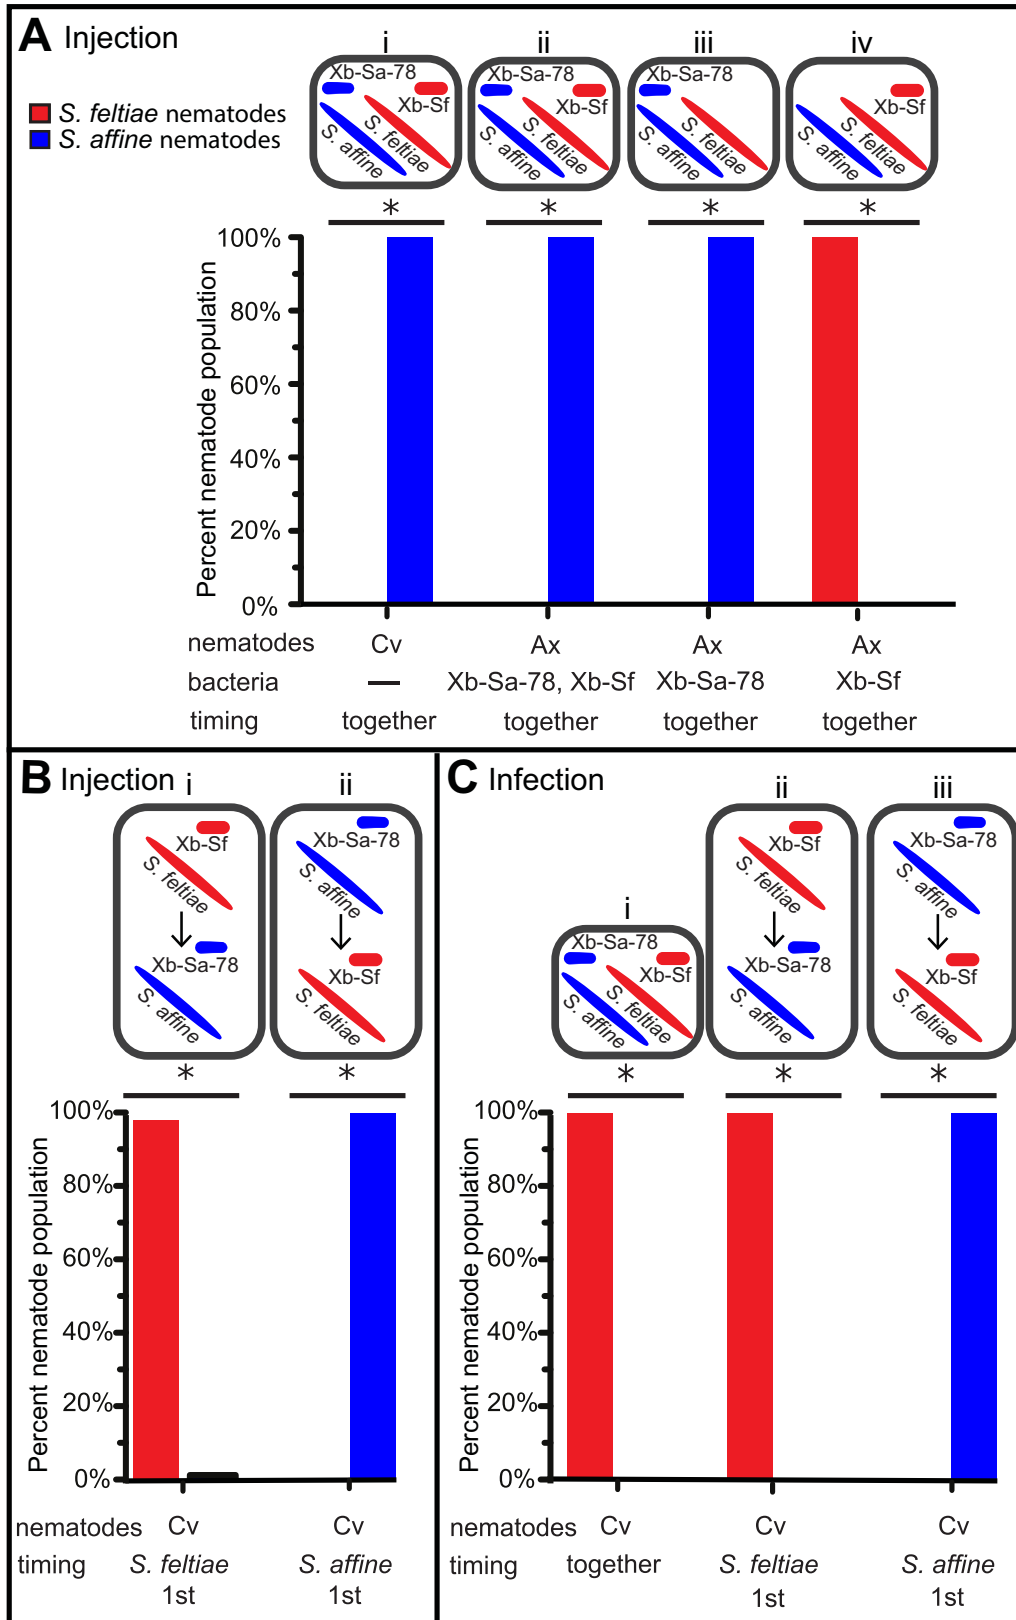 A Injection
i ii iii iv
S. feltiae nematodes
S. affine nematodes
Xb-Sa-78
Xb-Sf
S. feltiae
S. affine
Xb-Sa-78
Xb-Sf
S. feltiae
S. affine
Xb-Sa-78
S. feltiae
S. affine
Xb-Sf
S. feltiae
S. affine
* * * *
Percent nematode population
100%
80%
60%
40%
20%
0%
nematodes Cv Ax Ax Ax
bacteria — Xb-Sa-78, Xb-Sf Xb-Sa-78 Xb-Sf
timing together together together together
B Injection
i ii
Xb-Sf
S. feltiae
Xb-Sa-78
S. affine
Xb-Sa-78
S. affine
Xb-Sf
S. feltiae
* *
Percent nematode population
100%
80%
60%
40%
20%
0%
nematodes Cv Cv
timing S. feltiae S. affine
1st 1st
C Infection
i ii iii
Xb-Sa-78
Xb-Sf
S. feltiae
S. affine
Xb-Sf
S. feltiae
Xb-Sa-78
S. affine
Xb-Sa-78
S. affine
Xb-Sf
S. feltiae
* * *
Percent nematode population
100%
80%
60%
40%
20%
0%
nematodes Cv Cv Cv
timing together S. feltiae S. affine
1st 1st